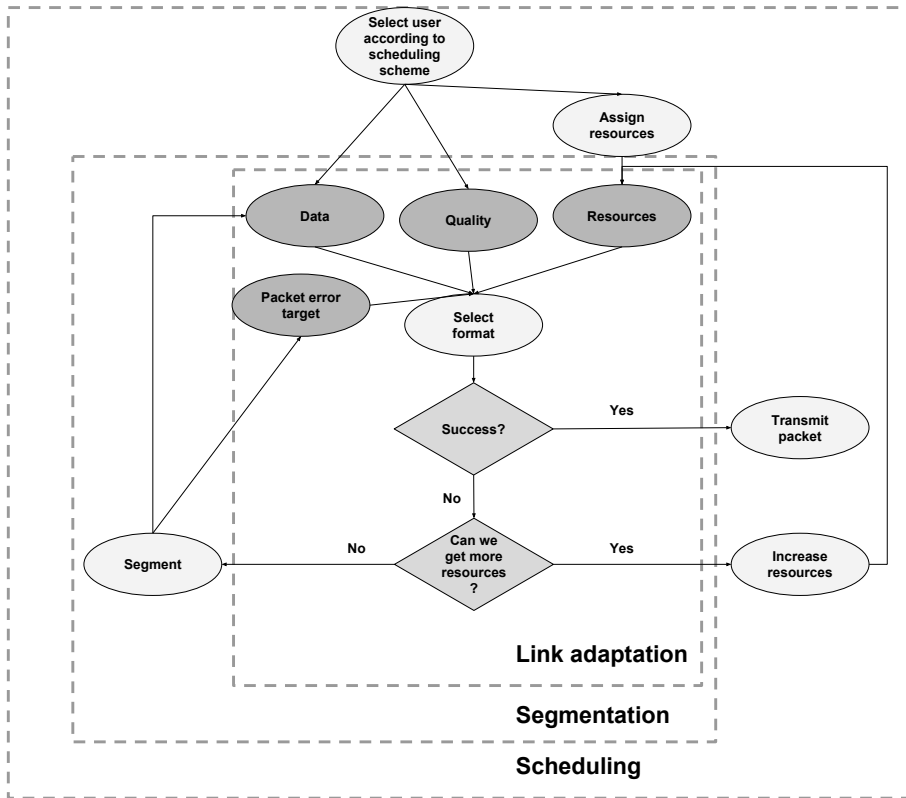 Select user
according to
scheduling
scheme
Assign
resources
Data
Quality
Resources
Packet error
target
Select
format
Success?
Yes
Transmit
packet
No
Can we
get more
resources
?
No
Yes
Segment
Increase
resources
Link adaptation
Segmentation
Scheduling